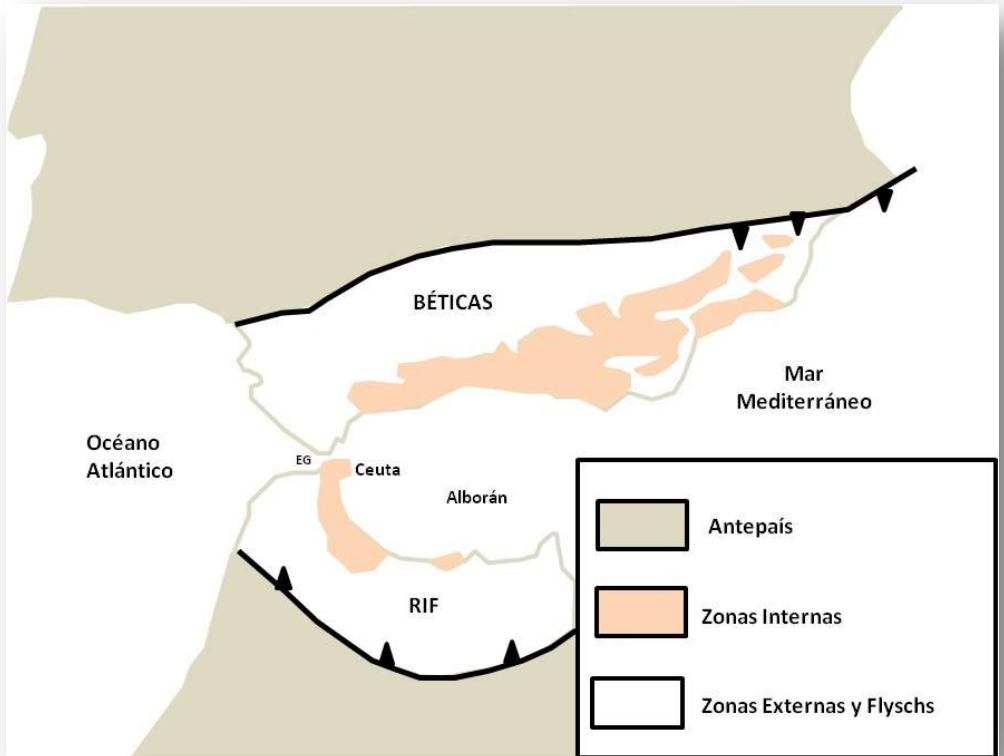 BÉTICAS
Mar
Mediterráneo
Océano
Atlántico
EG
Ceuta
Alborán
RIF
Antepaís
Zonas Internas
Zonas Externas y Flyschs